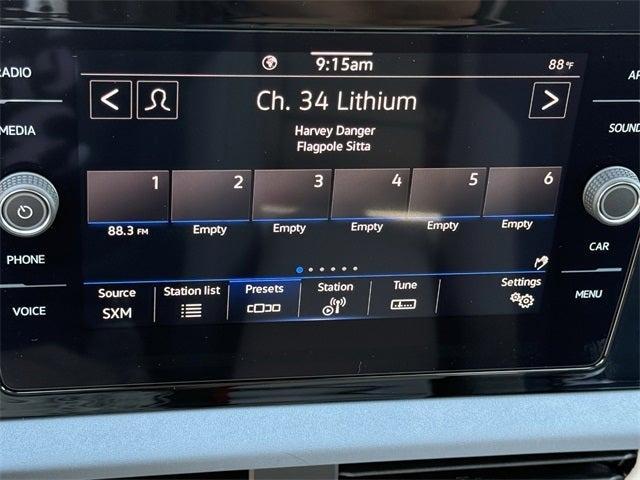 9:15am
88°F
RADIO
Ch. 34 Lithium
MEDIA
SOUND
Harvey Danger
Flagpole Sitta
1 2 3 4 5 6
88.3 FM Empty Empty Empty Empty Empty
PHONE
CAR
Source Station list Presets Station Tune Settings
SXM
VOICE
MENU